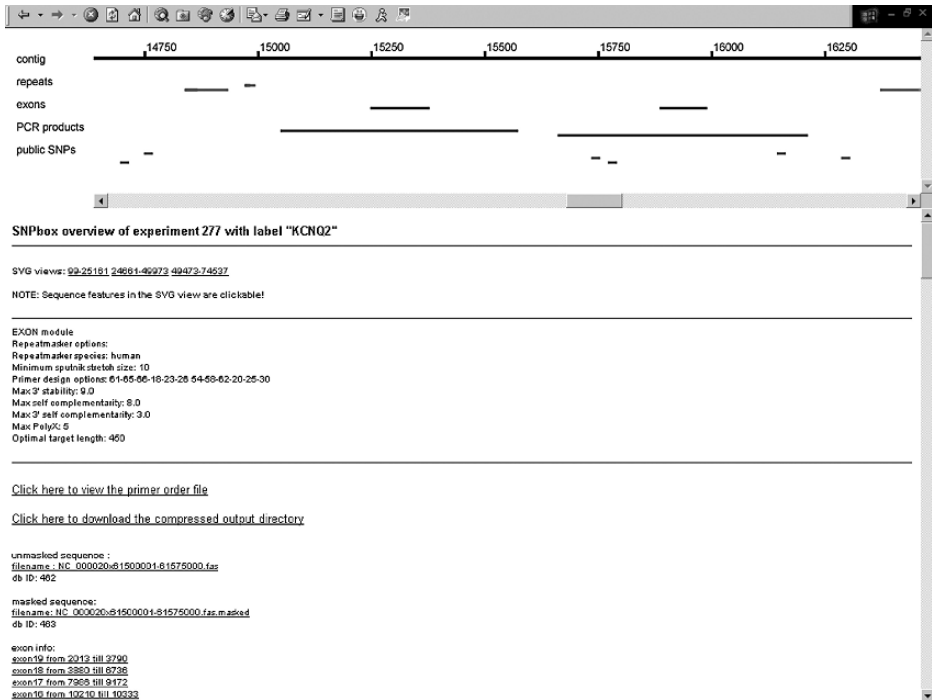 14750 15000 15250 15500 15750 16000 16250
contig
repeats
exons
PCR products
public SNPs
SNPbox overview of experiment 277 with label "KCNQ2"
SVG views: 99-25161 24661-49973 49473-74537
NOTE: Sequence features in the SVG view are clickable!
EXON module
Repeatmasker options:
Repeatmasker species: human
Minimum sputnik stretch size: 10
Primer design options: 61-65-66-18-23-26 54-58-62-20-25-30
Max 3' stability: 9.0
Max self complementarity: 8.0
Max 3' self complementarity: 3.0
Max PolyX: 5
Optimal target length: 450
Click here to view the primer order file
Click here to download the compressed output directory
unmasked sequence :
filename : NC_000020x61500001-61575000.fas
db ID: 462
masked sequence:
filename: NC_000020x61500001-61575000.fas.masked
db ID: 463
exon info:
exon19 from 2013 till 3790
exon18 from 3880 till 6736
exon17 from 7986 till 9172
exon16 from 10210 till 10333